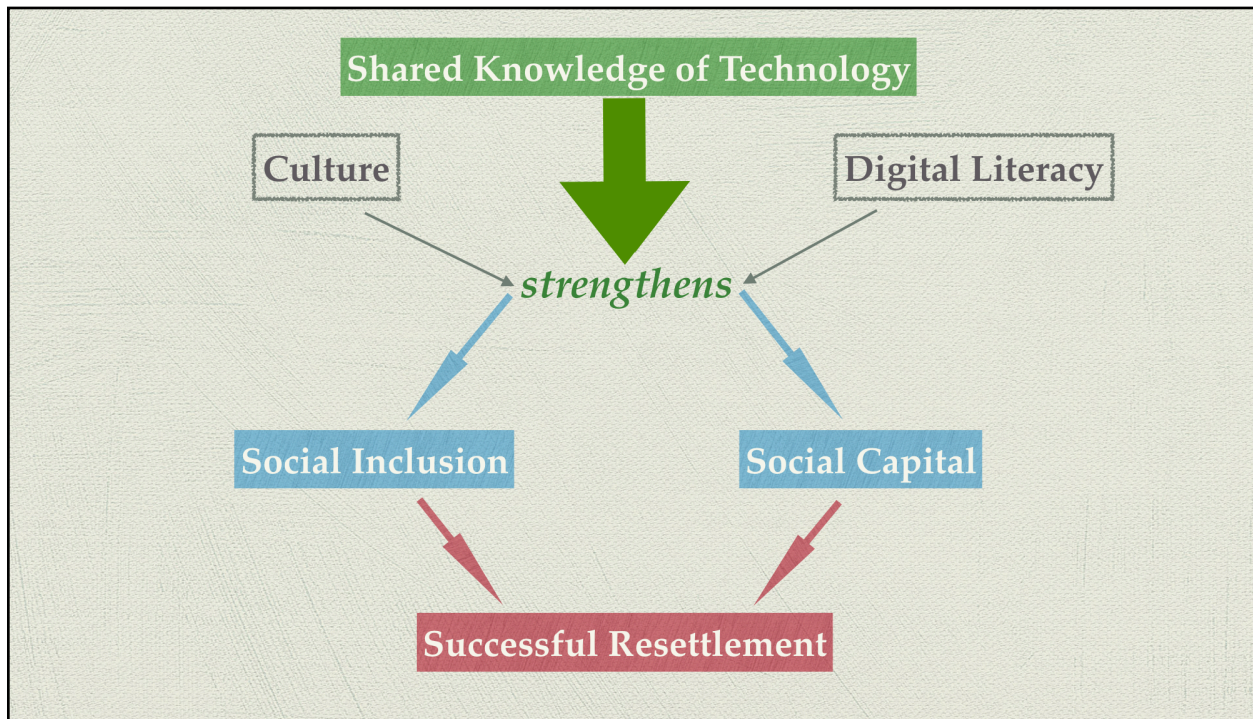 Shared Knowledge of Technology
Culture
Digital Literacy
strengthens
Social Inclusion
Social Capital
Successful Resettlement